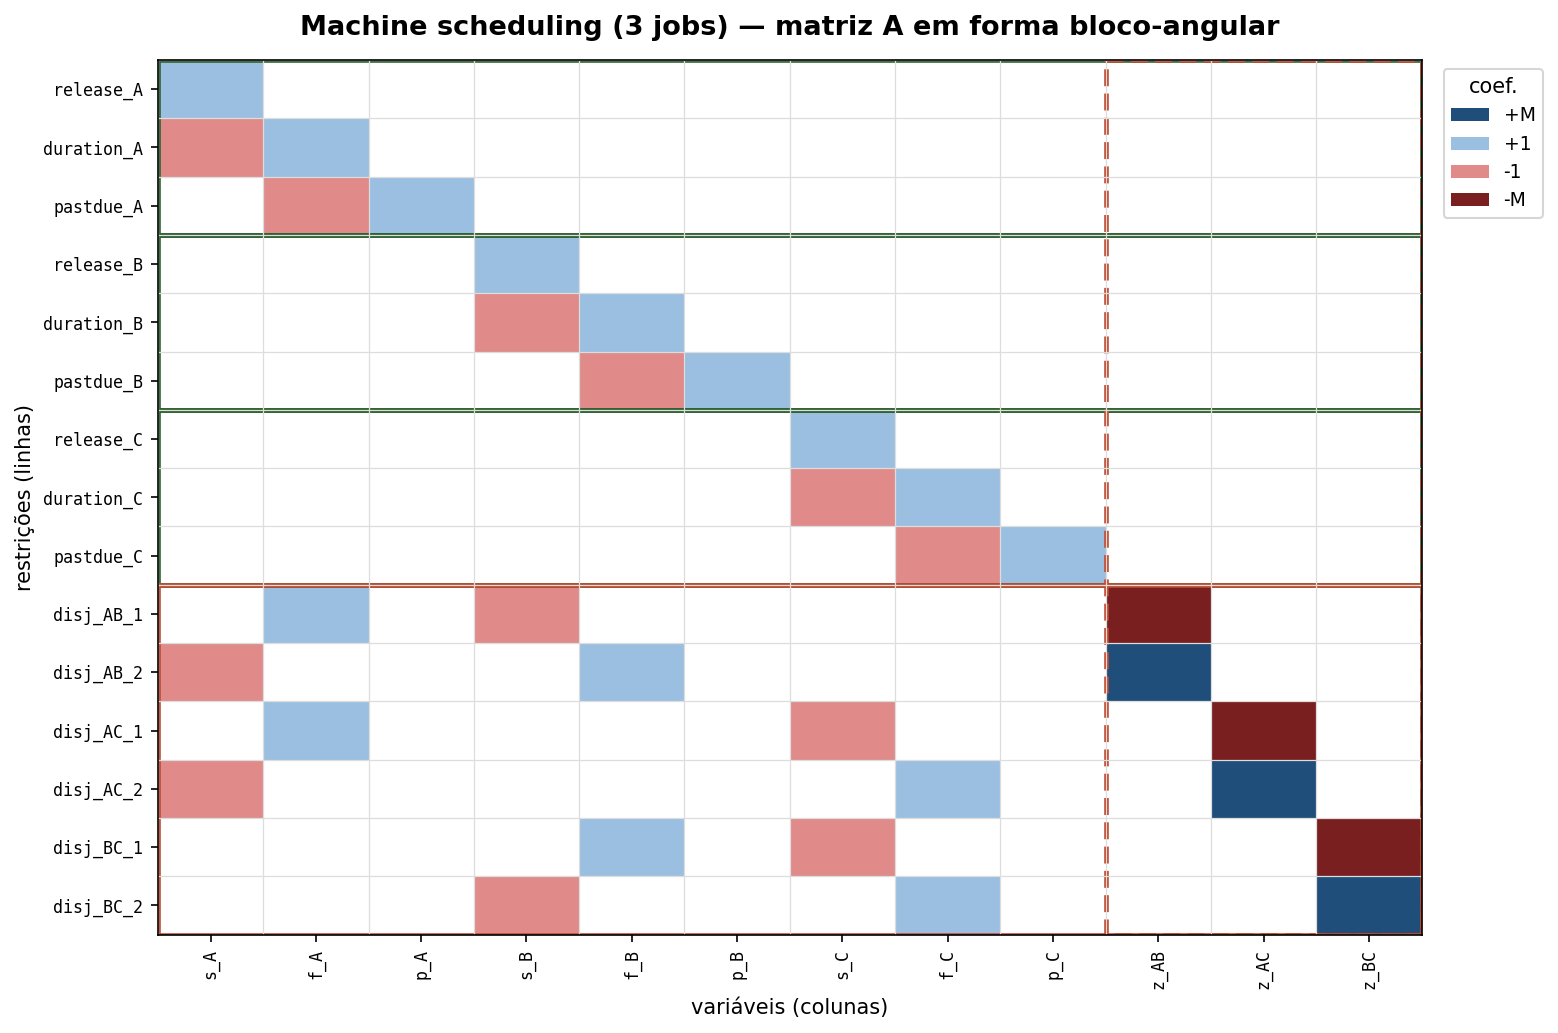 Machine scheduling (3 jobs) — matriz A em forma bloco-angular
coef.
+M
+1
-1
-M
restrições (linhas)
release_A
duration_A
pastdue_A
release_B
duration_B
pastdue_B
release_C
duration_C
pastdue_C
disj_AB_1
disj_AB_2
disj_AC_1
disj_AC_2
disj_BC_1
disj_BC_2
s_A
f_A
p_A
s_B
f_B
p_B
s_C
f_C
p_C
z_AB
z_AC
z_BC
variáveis (colunas)